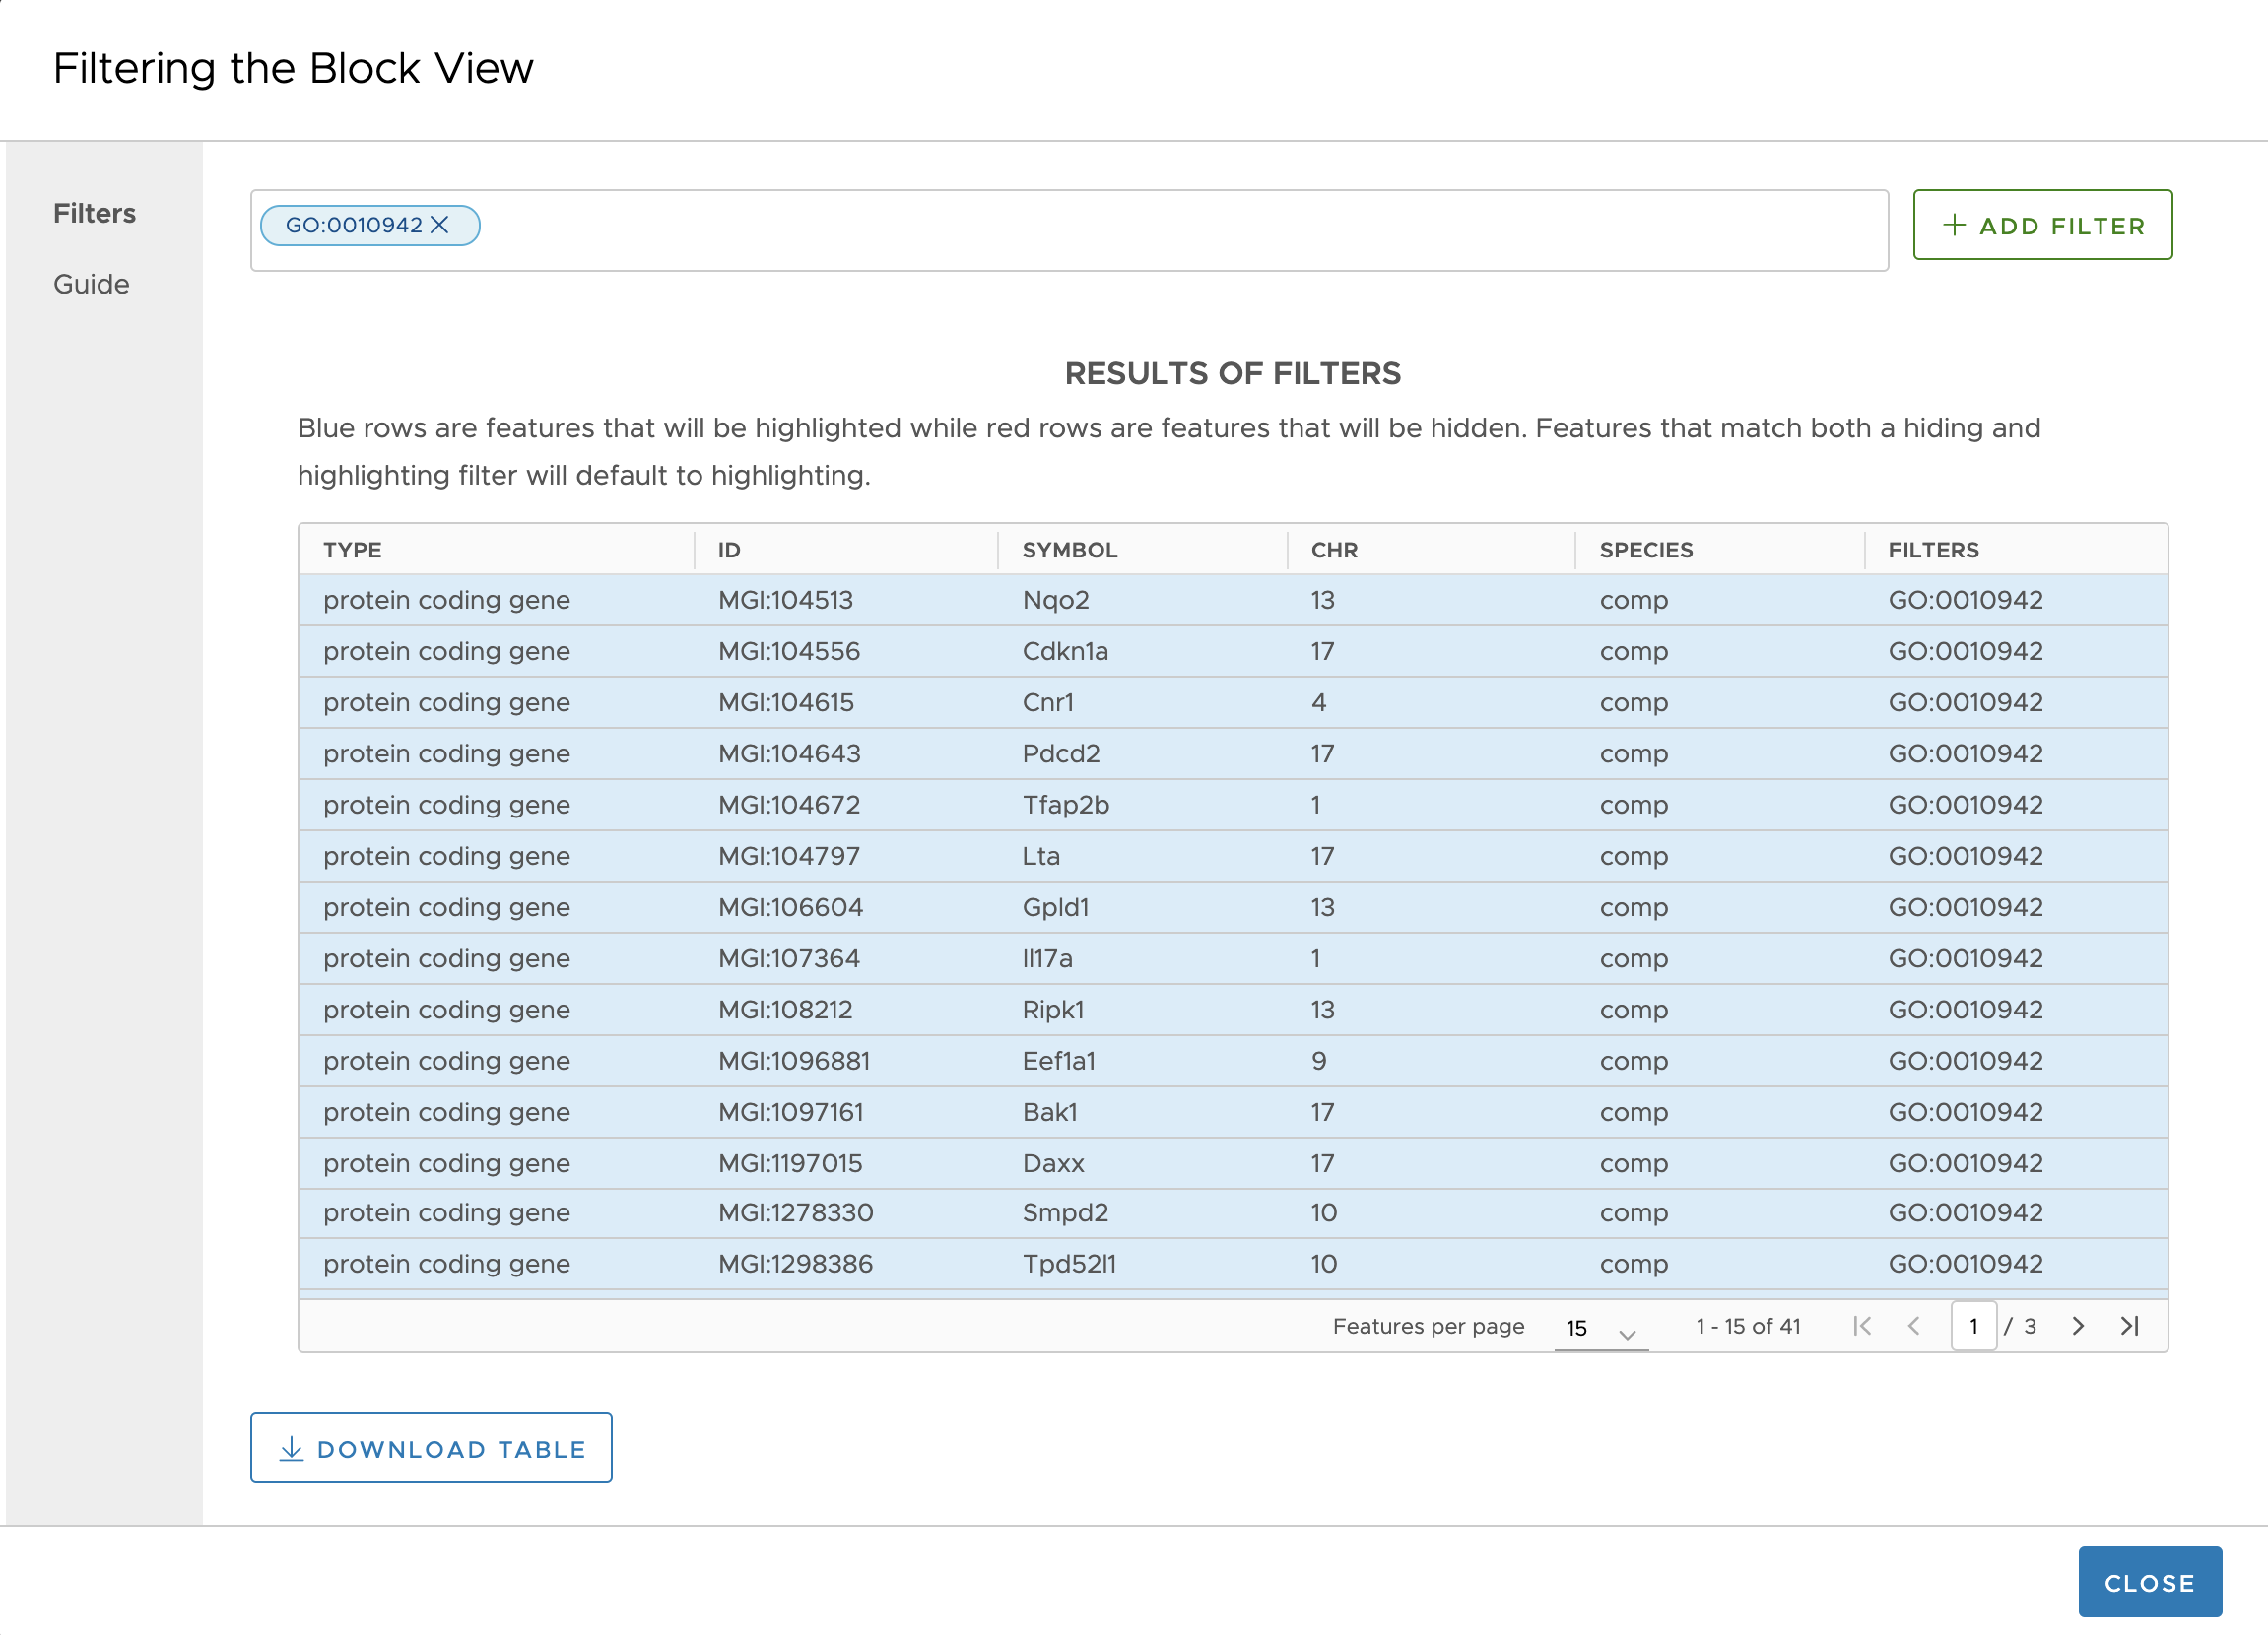 Filtering the Block View
Filters
Guide
GO:0010942
ADD FILTER
RESULTS OF FILTERS
Blue rows are features that will be highlighted while red rows are features that will be hidden. Features that match both a hiding and
highlighting filter will default to highlighting.
TYPE ID SYMBOL CHR SPECIES FILTERS
protein coding gene MGI:104513 Nqo2 13 comp GO:0010942
protein coding gene MGI:104556 Cdkn1a 17 comp GO:0010942
protein coding gene MGI:104615 Cnr1 4 comp GO:0010942
protein coding gene MGI:104643 Pdcd2 17 comp GO:0010942
protein coding gene MGI:104672 Tfap2b 1 comp GO:0010942
protein coding gene MGI:104797 Lta 17 comp GO:0010942
protein coding gene MGI:106604 Gpld1 13 comp GO:0010942
protein coding gene MGI:107364 Il17a 1 comp GO:0010942
protein coding gene MGI:108212 Ripk1 13 comp GO:0010942
protein coding gene MGI:1096881 Eef1a1 9 comp GO:0010942
protein coding gene MGI:1097161 Bak1 17 comp GO:0010942
protein coding gene MGI:1197015 Daxx 17 comp GO:0010942
protein coding gene MGI:1278330 Smpd2 10 comp GO:0010942
protein coding gene MGI:1298386 Tpd52l1 10 comp GO:0010942
Features per page 15 1 - 15 of 41 1 / 3
DOWNLOAD TABLE
CLOSE